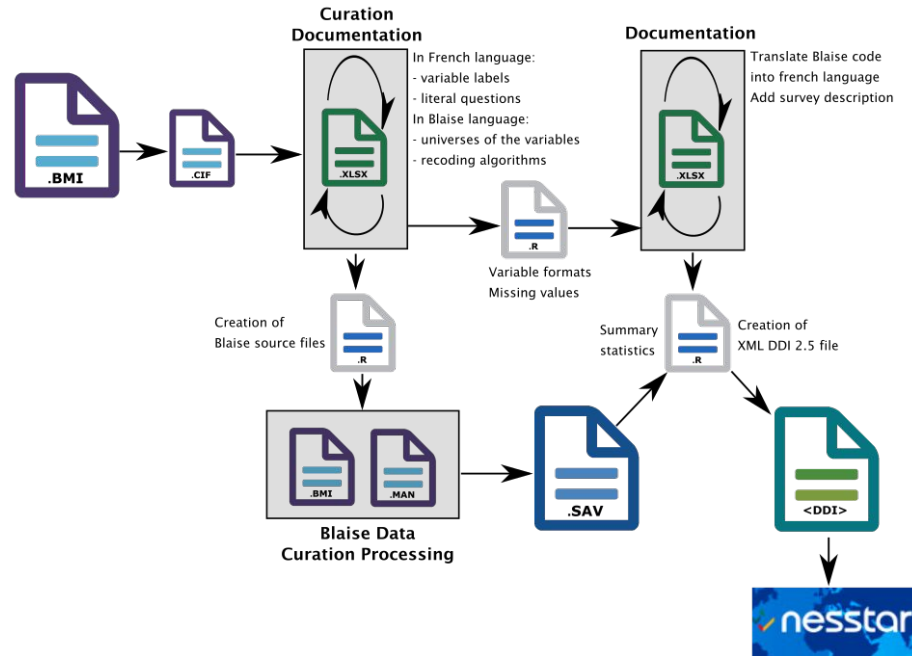 Curation
Documentation
In French language:
- variable labels
- literal questions
In Blaise language:
- universes of the variables
- recoding algorithms
Documentation
Translate Blaise code
into french language
Add survey description
.BMI
.CIF
.XLSX
.XLSX
.R
Variable formats
Missing values
Creation of
Blaise source files
.R
Summary
statistics
.R
Creation of
XML DDI 2.5 file
.BMI
.MAN
Blaise Data
Curation Processing
.SAV
<DDI>
nesstar